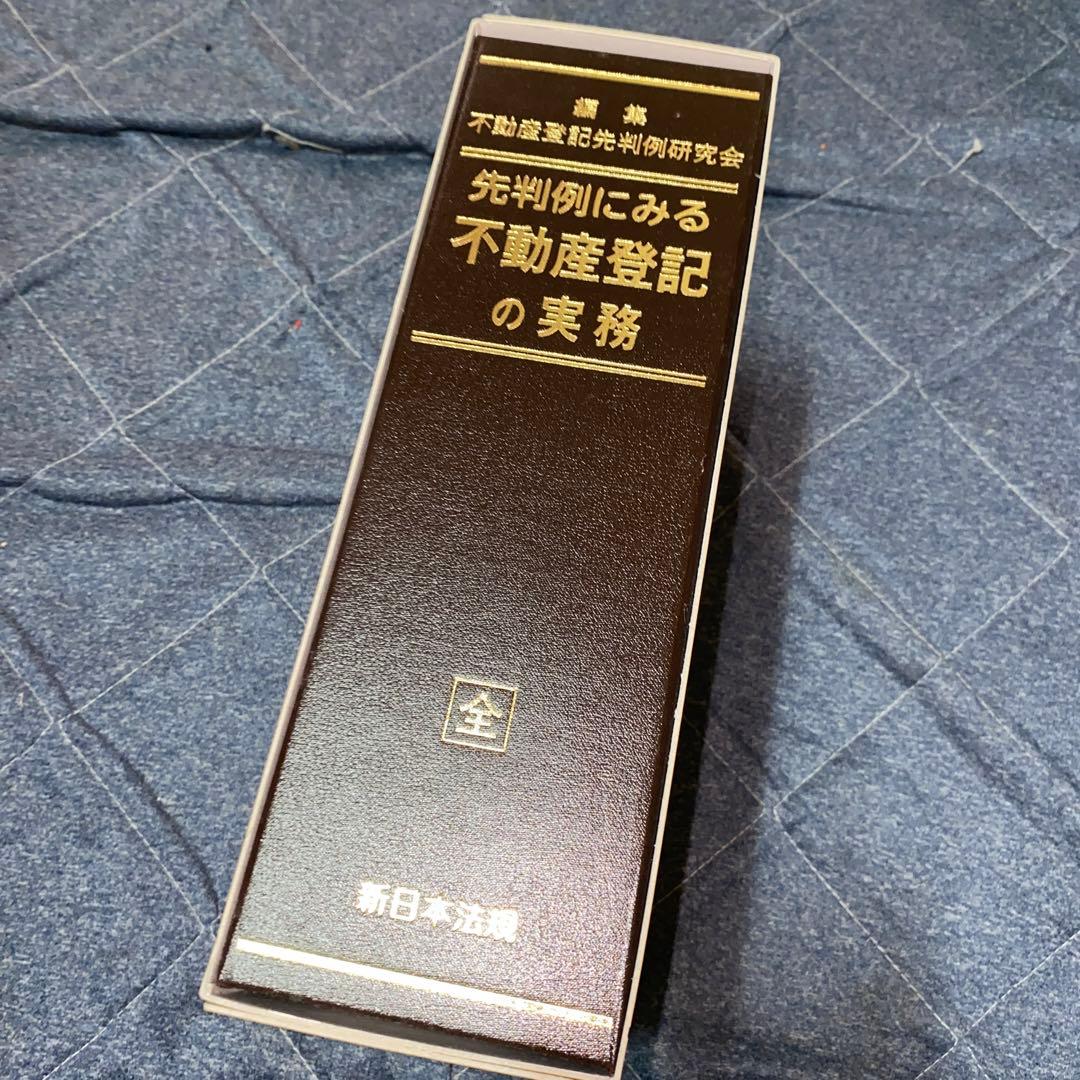 編集
不動産登記先判例研究会
先判例にみる
不動産登記
の実務
全
新日本法規